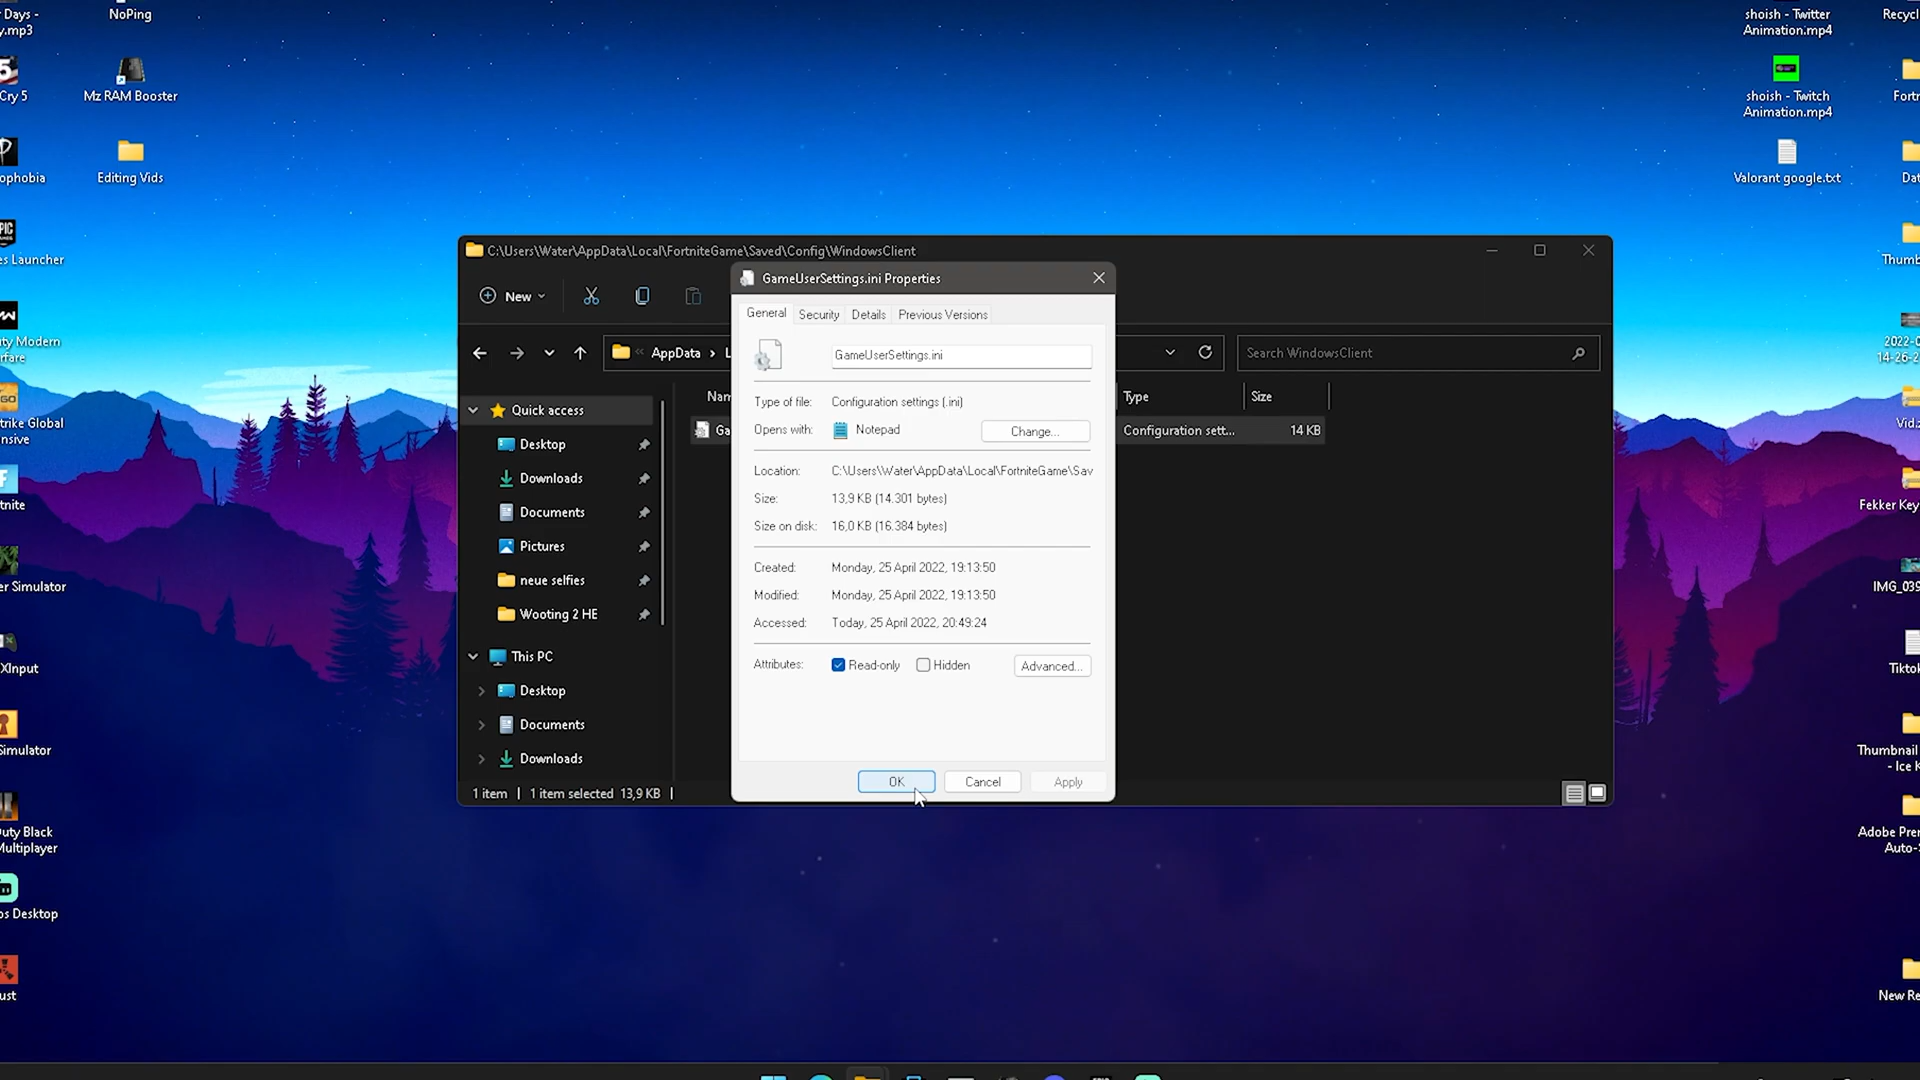 Days -
y.mp3
NoPing
Cry 5
Mz RAM Booster
ophobia
Editing Vids
EPIC
es Launcher
uty Modern
rfare
GO
trike Global
nsive
tnite
er Simulator
XInput
Simulator
Duty Black
Multiplayer
os Desktop
ust
shoish - Twitter
Animation.mp4
shoish - Twitch
Animation.mp4
Valorant google.txt
Recycl
Fortr
Dat
Thumb
2022-0
14-26-2
Vid.z
Fekker Key
IMG_039
Tiktok
Thumbnail
- Ice K
Adobe Prem
Auto-S
New Re
C:\Users\Water\AppData\Local\FortniteGame\Saved\Config\WindowsClient
New
AppData
L
Search WindowsClient
Quick access
Desktop
Downloads
Documents
Pictures
neue selfies
Wooting 2 HE
This PC
Desktop
Documents
Downloads
Nam
Type
Size
Ga
Configuration sett...
14 KB
1 item
1 item selected 13,9 KB
GameUserSettings.ini Properties
General
Security
Details
Previous Versions
GameUserSettings.ini
Type of file: Configuration settings (.ini)
Opens with: Notepad
Change...
Location: C:\Users\Water\AppData\Local\FortniteGame\Sav
Size: 13,9 KB (14.301 bytes)
Size on disk: 16,0 KB (16.384 bytes)
Created: Monday, 25 April 2022, 19:13:50
Modified: Monday, 25 April 2022, 19:13:50
Accessed: Today, 25 April 2022, 20:49:24
Attributes: Read-only Hidden
Advanced...
OK
Cancel
Apply